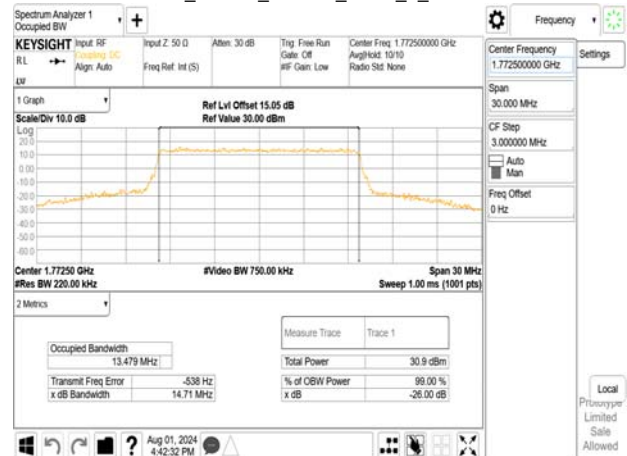 Spectrum Analyzer 1
Occupied BW
Frequency
KEYSIGHT
Input: RF
Input Z: 50 Ω
Atten: 30 dB
Trig: Free Run
Center Freq: 1.772500000 GHz
RL
Coupling: DC
Gate: Off
Avg|Hold: 10/10
Align: Auto
Freq Ref: Int (S)
#IF Gain: Low
Radio Std: None
Center Frequency
1.772500000 GHz
Settings
Span
30.000 MHz
CF Step
3.000000 MHz
Auto
Man
Freq Offset
0 Hz
1 Graph
Ref Lvl Offset 15.05 dB
Scale/Div 10.0 dB
Ref Value 30.00 dBm
Log
20.0
10.0
0.00
-10.0
-20.0
-30.0
-40.0
-50.0
-60.0
Center 1.77250 GHz
#Video BW 750.00 kHz
Span 30 MHz
#Res BW 220.00 kHz
Sweep 1.00 ms (1001 pts)
2 Metrics
Measure Trace
Trace 1
Occupied Bandwidth
13.479 MHz
Total Power
30.9 dBm
Transmit Freq Error
-538 Hz
% of OBW Power
99.00 %
x dB Bandwidth
14.71 MHz
x dB
-26.00 dB
Local
Prototype
Limited
Sale
Allowed
Aug 01, 2024
4:42:32 PM